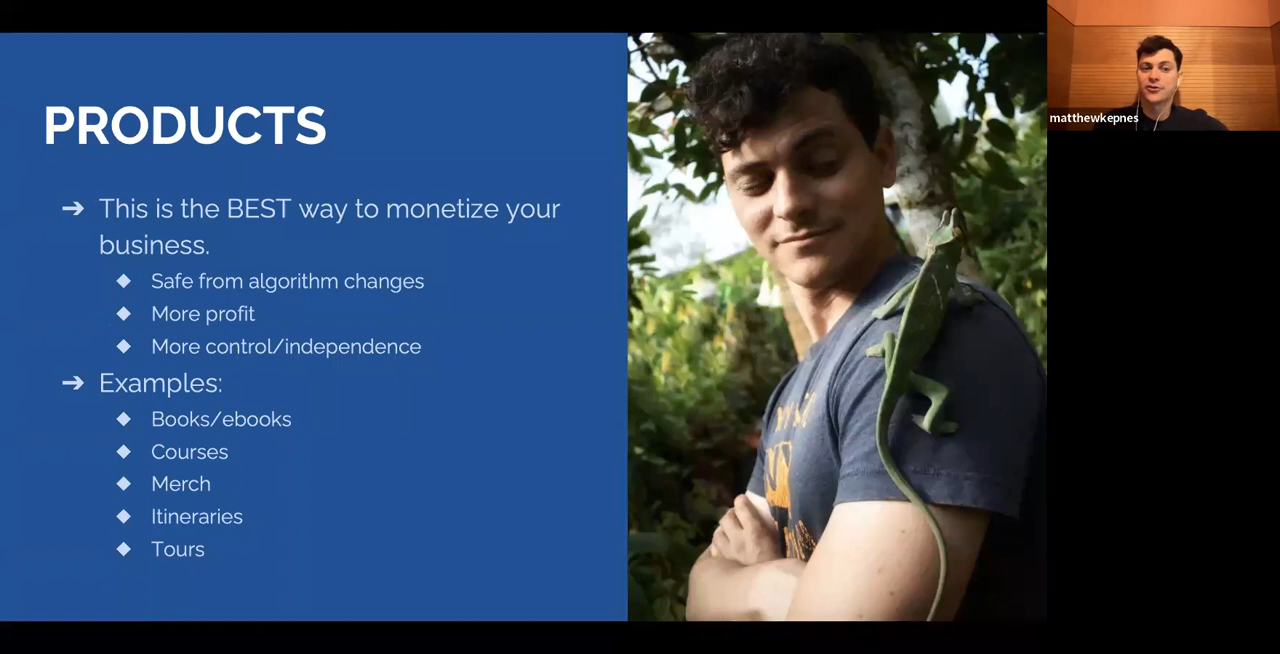 PRODUCTS
➔ This is the BEST way to monetize your
business.
◆ Safe from algorithm changes
◆ More profit
◆ More control/independence
➔ Examples:
◆ Books/ebooks
◆ Courses
◆ Merch
◆ Itineraries
◆ Tours
matthewkepnes